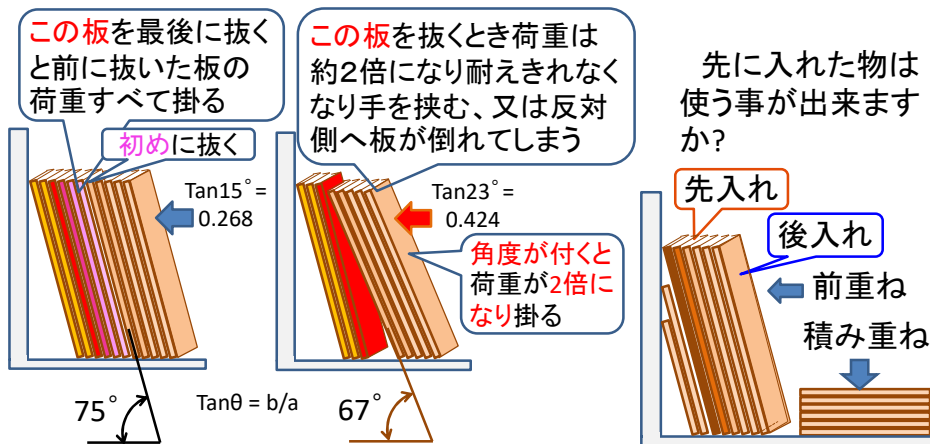 この板を最後に抜く
と前に抜いた板の
荷重すべて掛る
初めに抜く
Tan15°=
0.268
75°
Tanθ = b/a
この板を抜くとき荷重は
約2倍になり耐えきれなく
なり手を挟む、又は反対
側へ板が倒れてしまう
Tan23°=
0.424
角度が付くと
荷重が2倍に
なり掛る
67°
先に入れた物は
使う事が出来ます
か?
先入れ
後入れ
前重ね
積み重ね